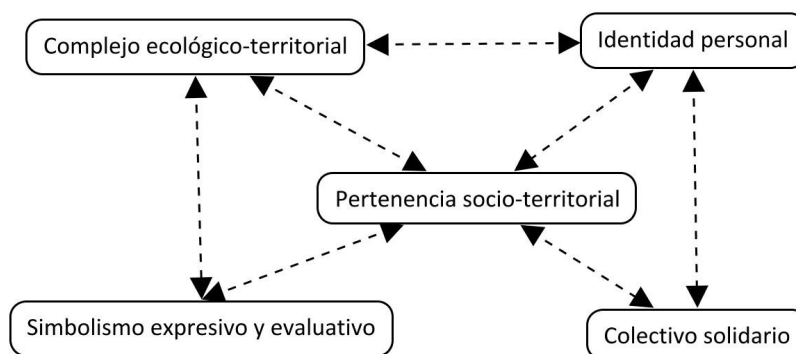 Complejo ecológico-territorial
Identidad personal
Pertenencia socio-territorial
Simbolismo expresivo y evaluativo
Colectivo solidario